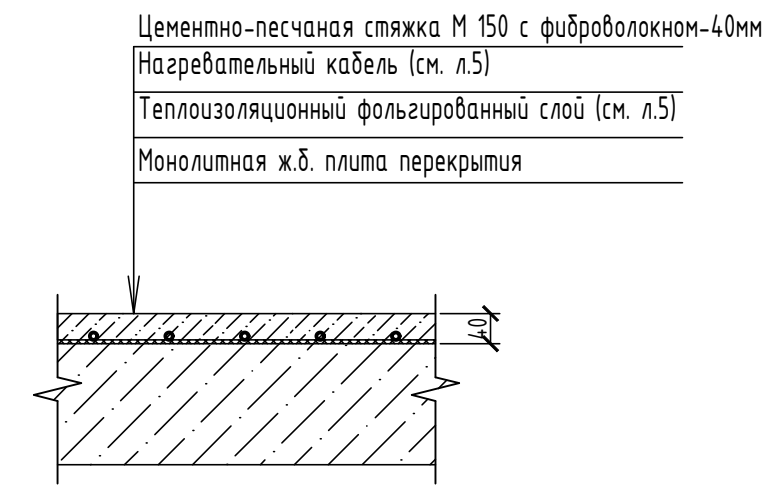 Цементно-песчаная стяжка М 150 с фиброволокном-40мм
Нагревательный кабель (см. л.5)
Теплоизоляционный фольгированный слой (см. л.5)
Монолитная ж.б. плита перекрытия
40